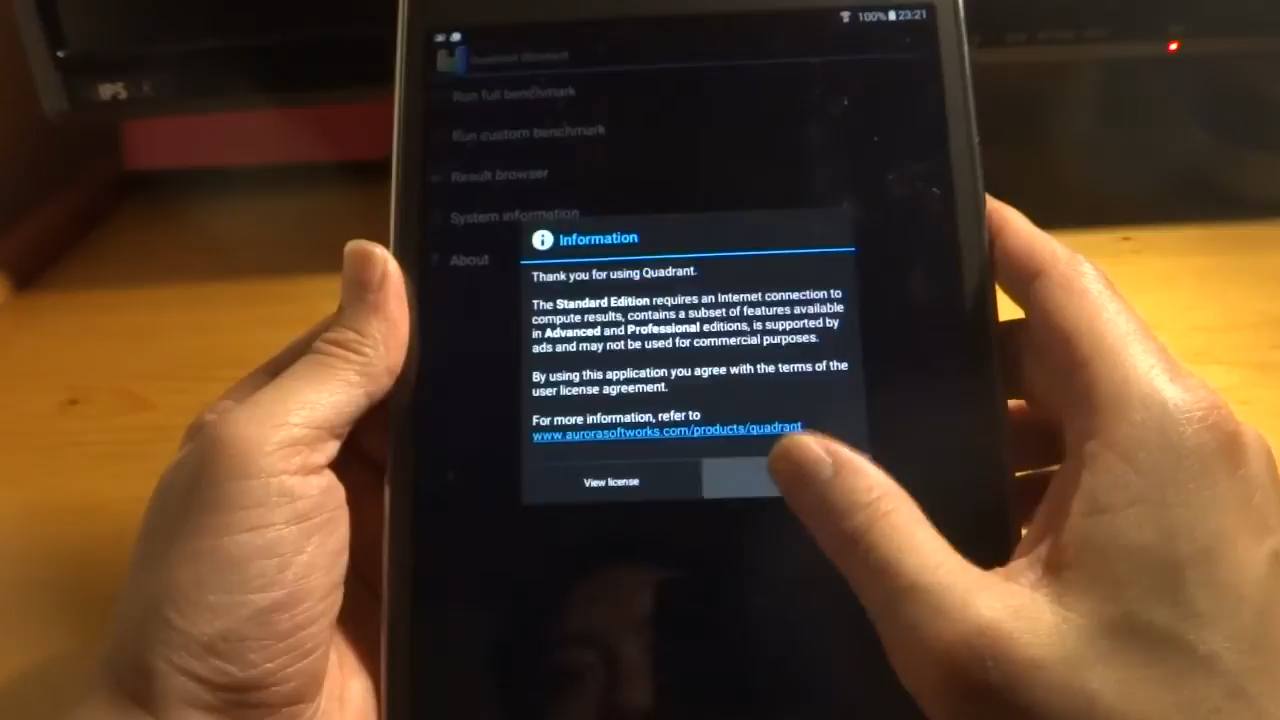 IPS
100% 23:21
Run full benchmark
Run custom benchmark
Result browser
System information
About
Information
Thank you for using Quadrant.
The Standard Edition requires an Internet connection to
compute results, contains a subset of features available
in Advanced and Professional editions, is supported by
ads and may not be used for commercial purposes.
By using this application you agree with the terms of the
user license agreement.
For more information, refer to
www.aurorasoftworks.com/products/quadrant
View license